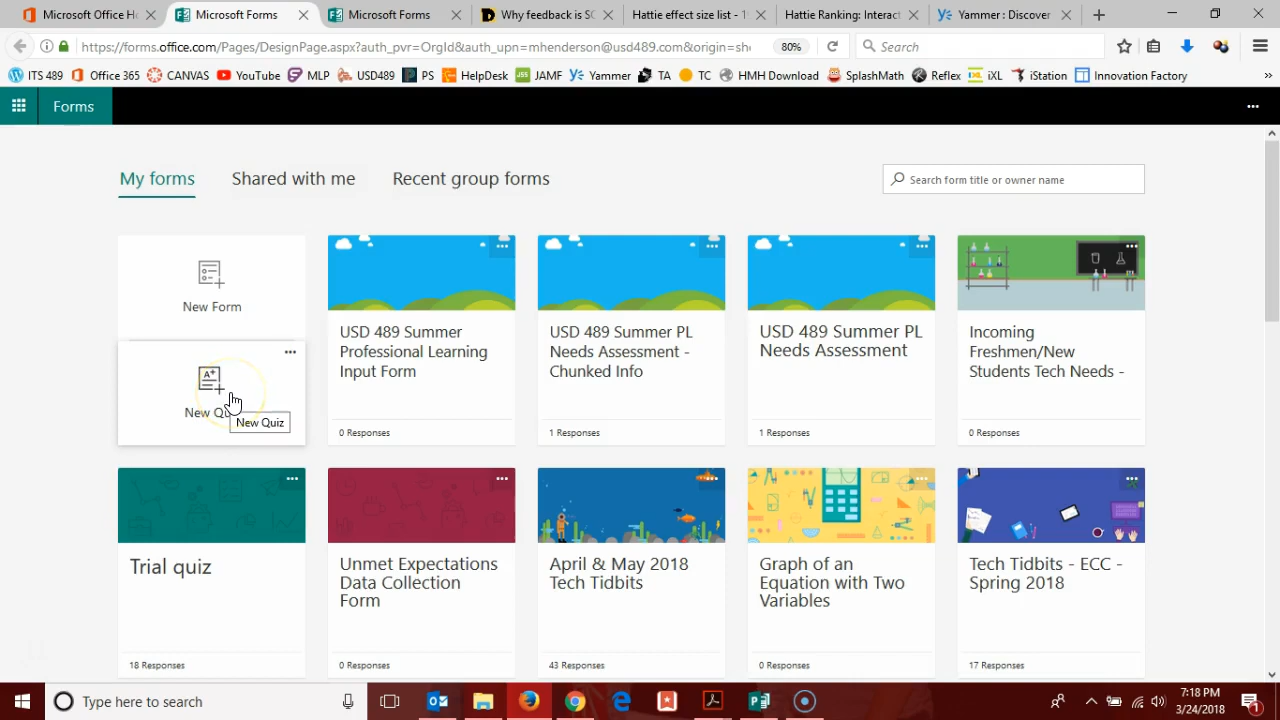 Microsoft Office H
Microsoft Forms
Microsoft Forms
Why feedback is SO
Hattie effect size list - 1
Hattie Ranking: Interact
Yammer : Discover
https://forms.office.com/Pages/DesignPage.aspx?auth_pvr=OrgId&auth_upn=mhenderson@usd489.com&origin=she
80%
Search
ITS 489
Office 365
CANVAS
YouTube
MLP
USD489
PS
HelpDesk
JAMF
Yammer
TA
TC
HMH Download
SplashMath
Reflex
iXL
iStation
Innovation Factory
Forms
My forms
Shared with me
Recent group forms
Search form title or owner name
New Form
New Qu
New Quiz
USD 489 Summer
Professional Learning
Input Form
0 Responses
USD 489 Summer PL
Needs Assessment -
Chunked Info
1 Responses
USD 489 Summer PL
Needs Assessment
1 Responses
Incoming
Freshmen/New
Students Tech Needs -
0 Responses
Trial quiz
18 Responses
Unmet Expectations
Data Collection
Form
0 Responses
April & May 2018
Tech Tidbits
43 Responses
Graph of an
Equation with Two
Variables
0 Responses
Tech Tidbits - ECC -
Spring 2018
17 Responses
Type here to search
7:18 PM
3/24/2018
1